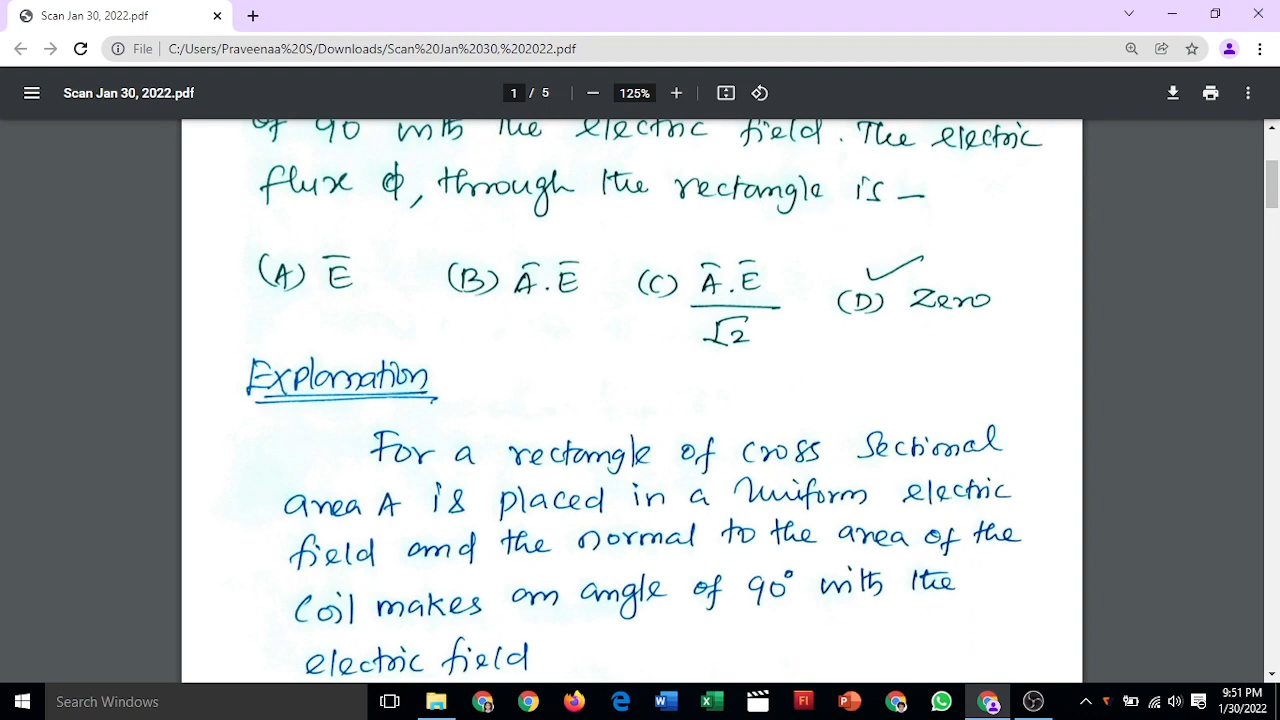 Scan Jan 30, 2022.pdf
File C:/Users/Praveenaa%20S/Downloads/Scan%20Jan%2030,%202022.pdf
Scan Jan 30, 2022.pdf 1 / 5 125%
of 90 with the electric field. The electric
flux ϕ, through the rectangle is –
(A) E̅ (B) A̅.E̅ (C) A̅.E̅/√2 (D) Zero
Explanation
For a rectangle of cross sectional
area A is placed in a uniform electric
field and the normal to the area of the
coil makes an angle of 90° with the
electric field
Search Windows
9:51 PM
1/30/2022